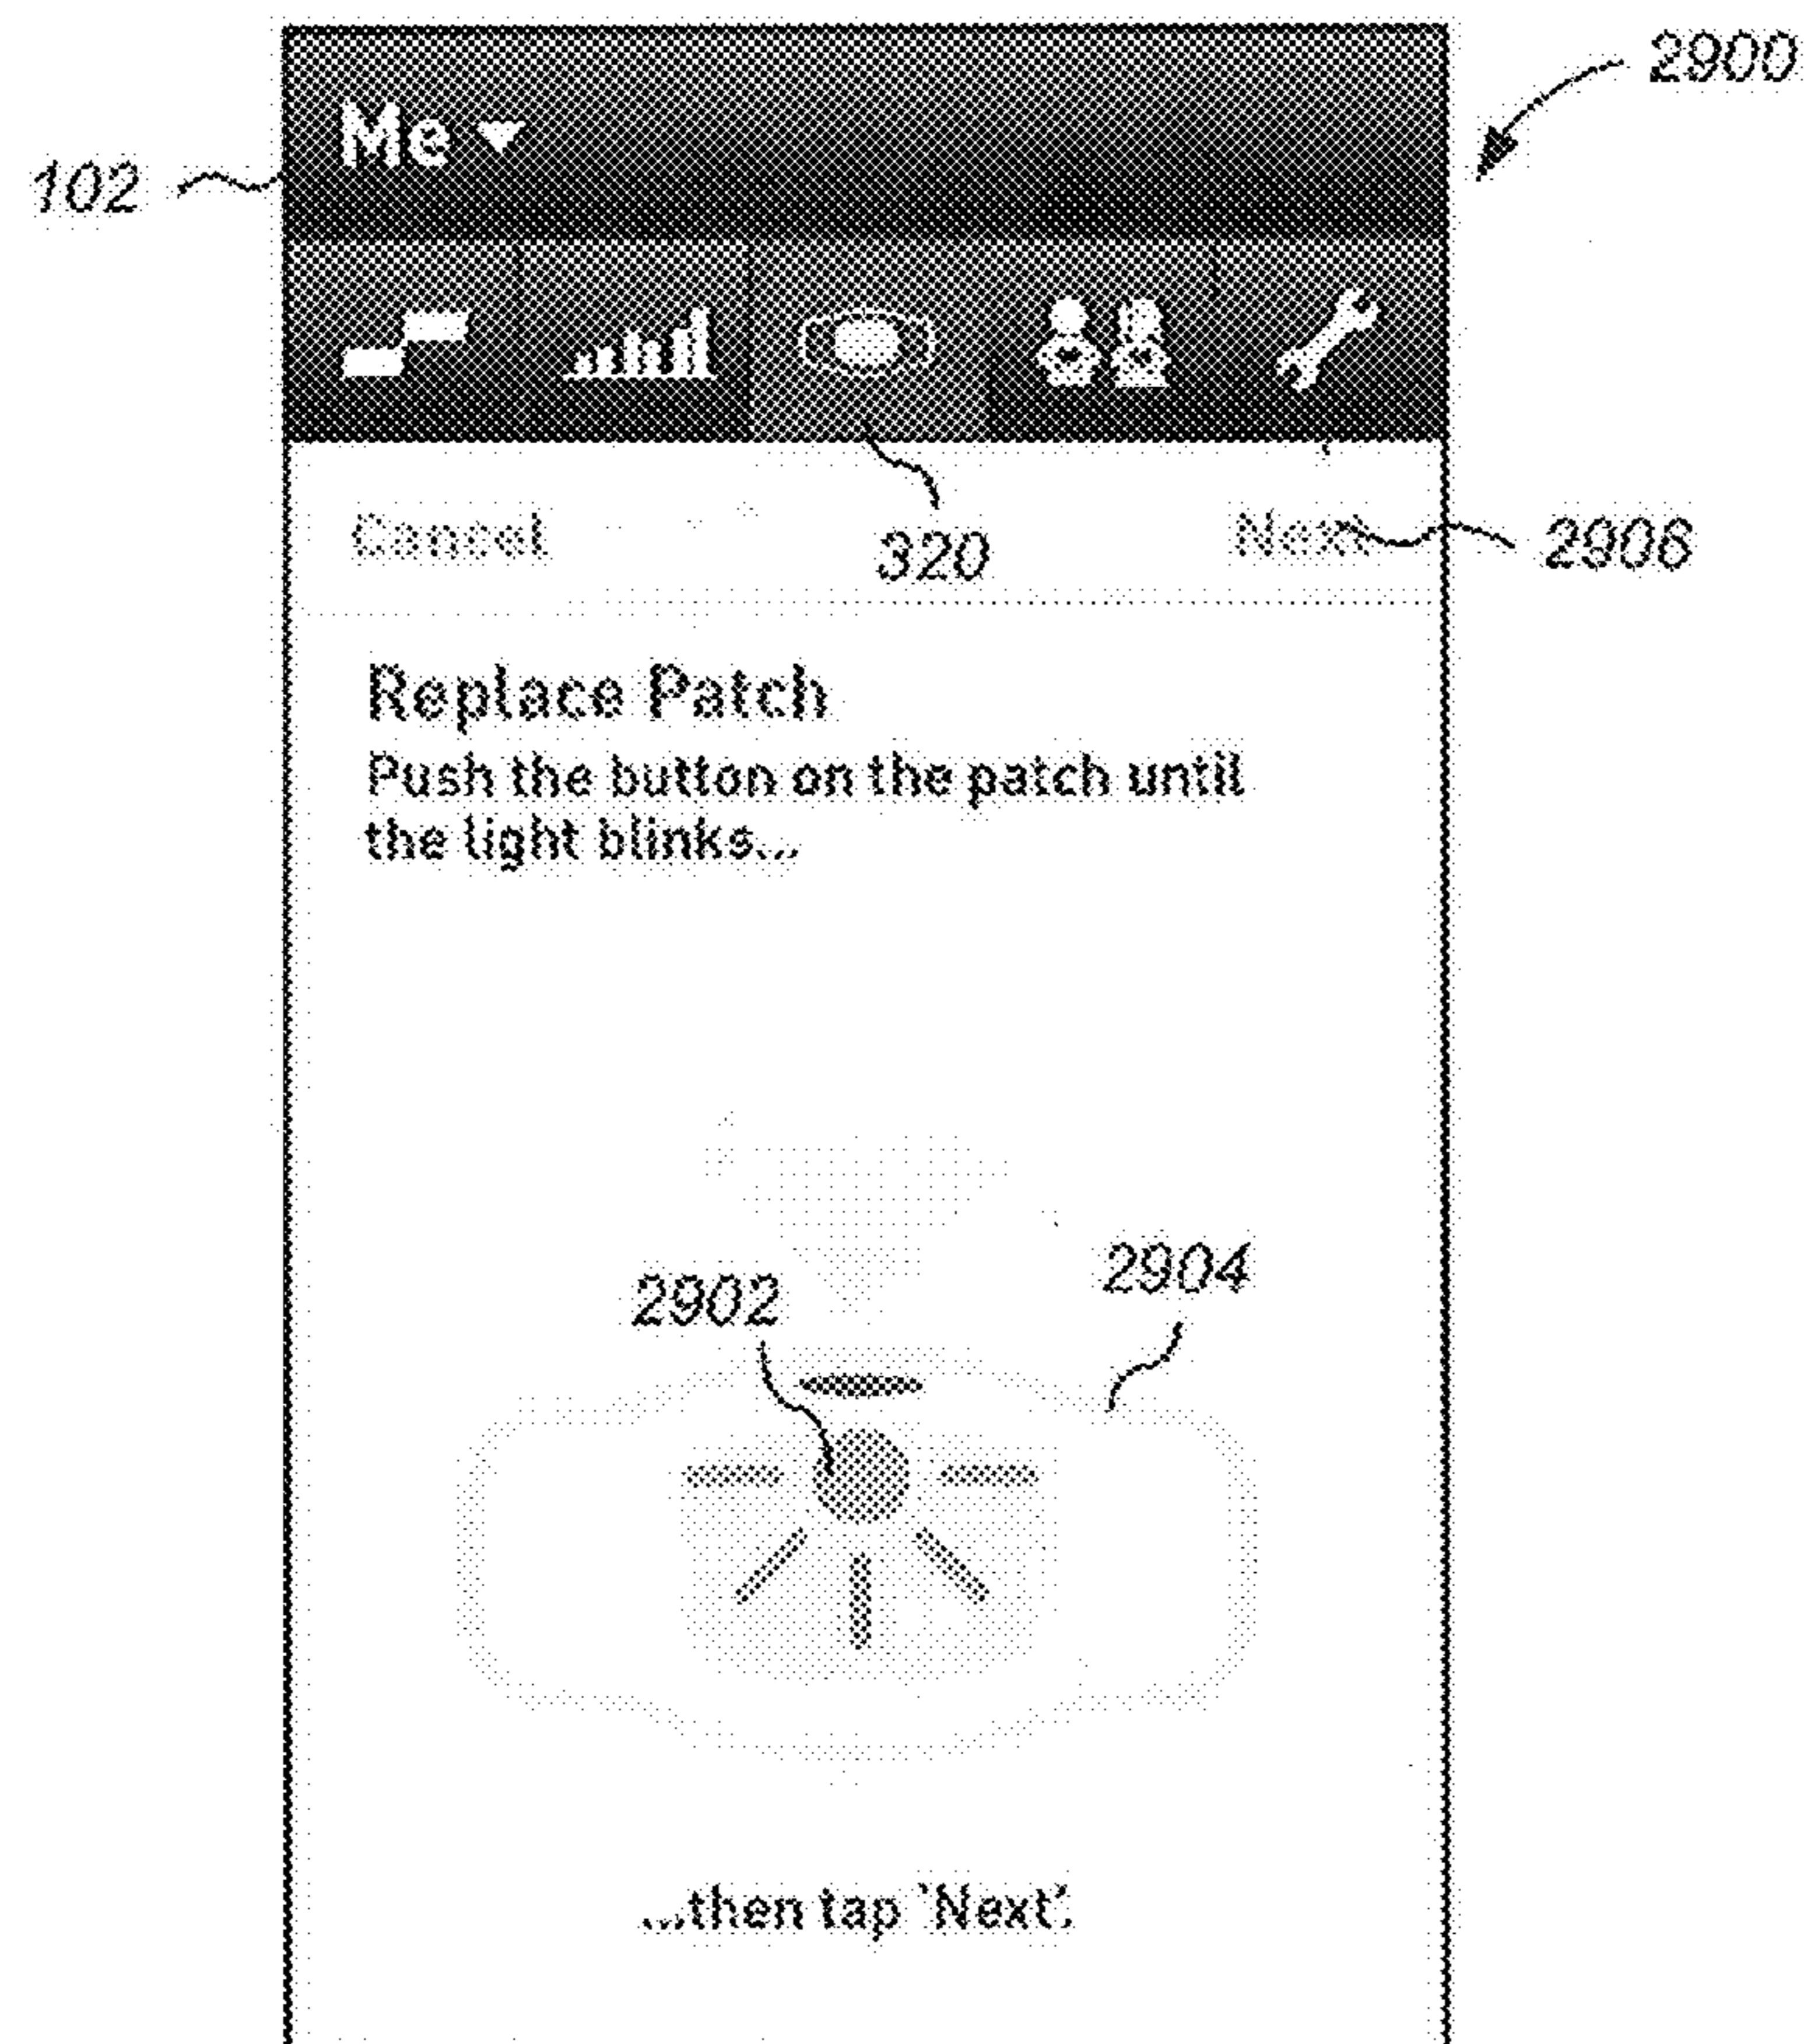 2900
Me
102
Cancel
320
Next
2906
Replace Patch
Push the button on the patch until
the light blinks...
2902
2904
...then tap 'Next'.